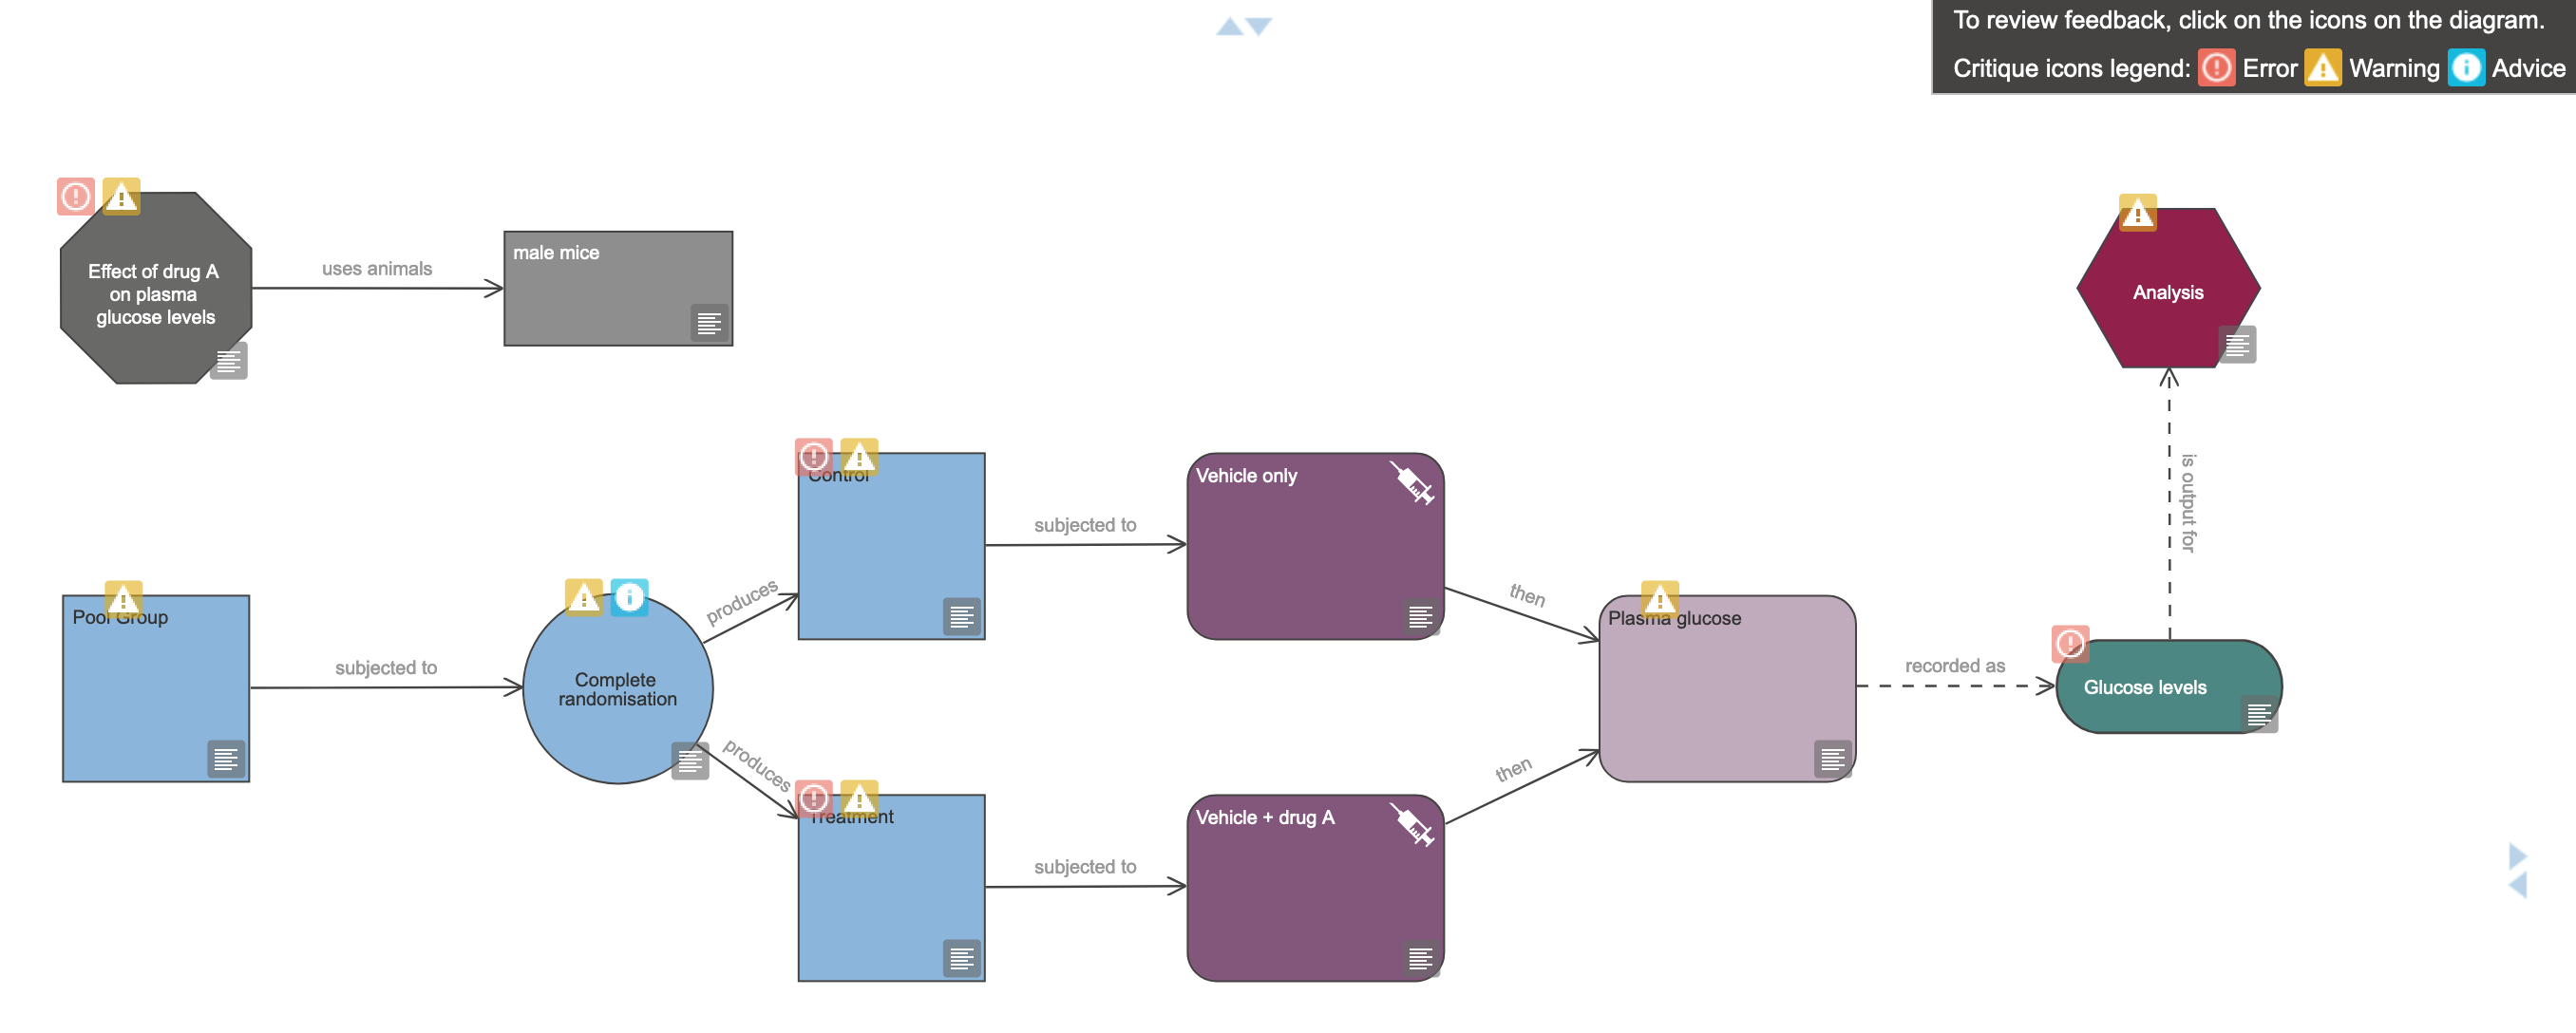 To review feedback, click on the icons on the diagram.
Critique icons legend: Error Warning Advice
Effect of drug A
on plasma
glucose levels
uses animals
male mice
Analysis
is output for
Control
subjected to
Vehicle only
then
Pool Group
subjected to
Complete
randomisation
produces
produces
Plasma glucose
recorded as
Glucose levels
Treatment
subjected to
Vehicle + drug A
then